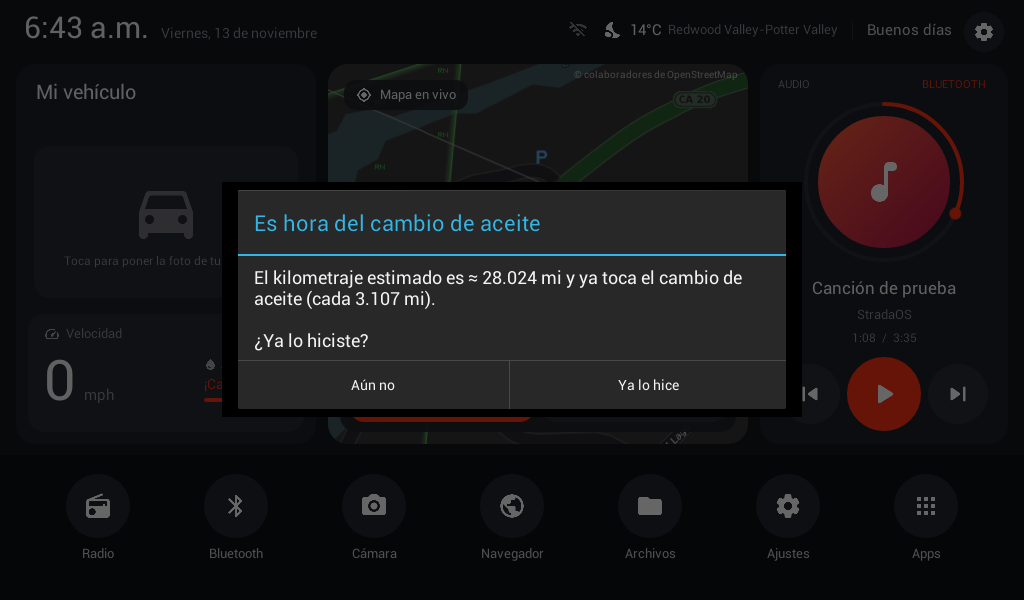 6:43 a.m. Viernes, 13 de noviembre
14°C Redwood Valley-Potter Valley
Buenos días
Mi vehículo
Toca para poner la foto de tu
Velocidad
0 mph
¡Ca
© colaboradores de OpenStreetMap
Mapa en vivo
CA 20
RN
RN
RN
P
Es hora del cambio de aceite
El kilometraje estimado es ≈ 28.024 mi y ya toca el cambio de
aceite (cada 3.107 mi).
¿Ya lo hiciste?
Aún no
Ya lo hice
AUDIO
BLUETOOTH
Canción de prueba
StradaOS
1:08 / 3:35
Radio
Bluetooth
Cámara
Navegador
Archivos
Ajustes
Apps